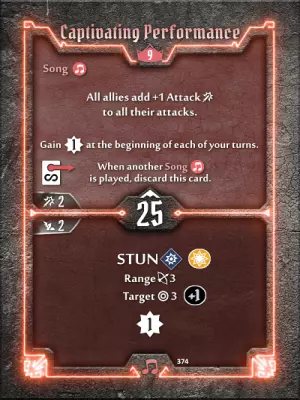 Captivating Performance
9
Song
All allies add +1 Attack
to all their attacks.
Gain 1 at the beginning of each of your turns.
When another Song
is played, discard this card.
2
25
2
STUN
Range 3
Target 3 +1
1
374